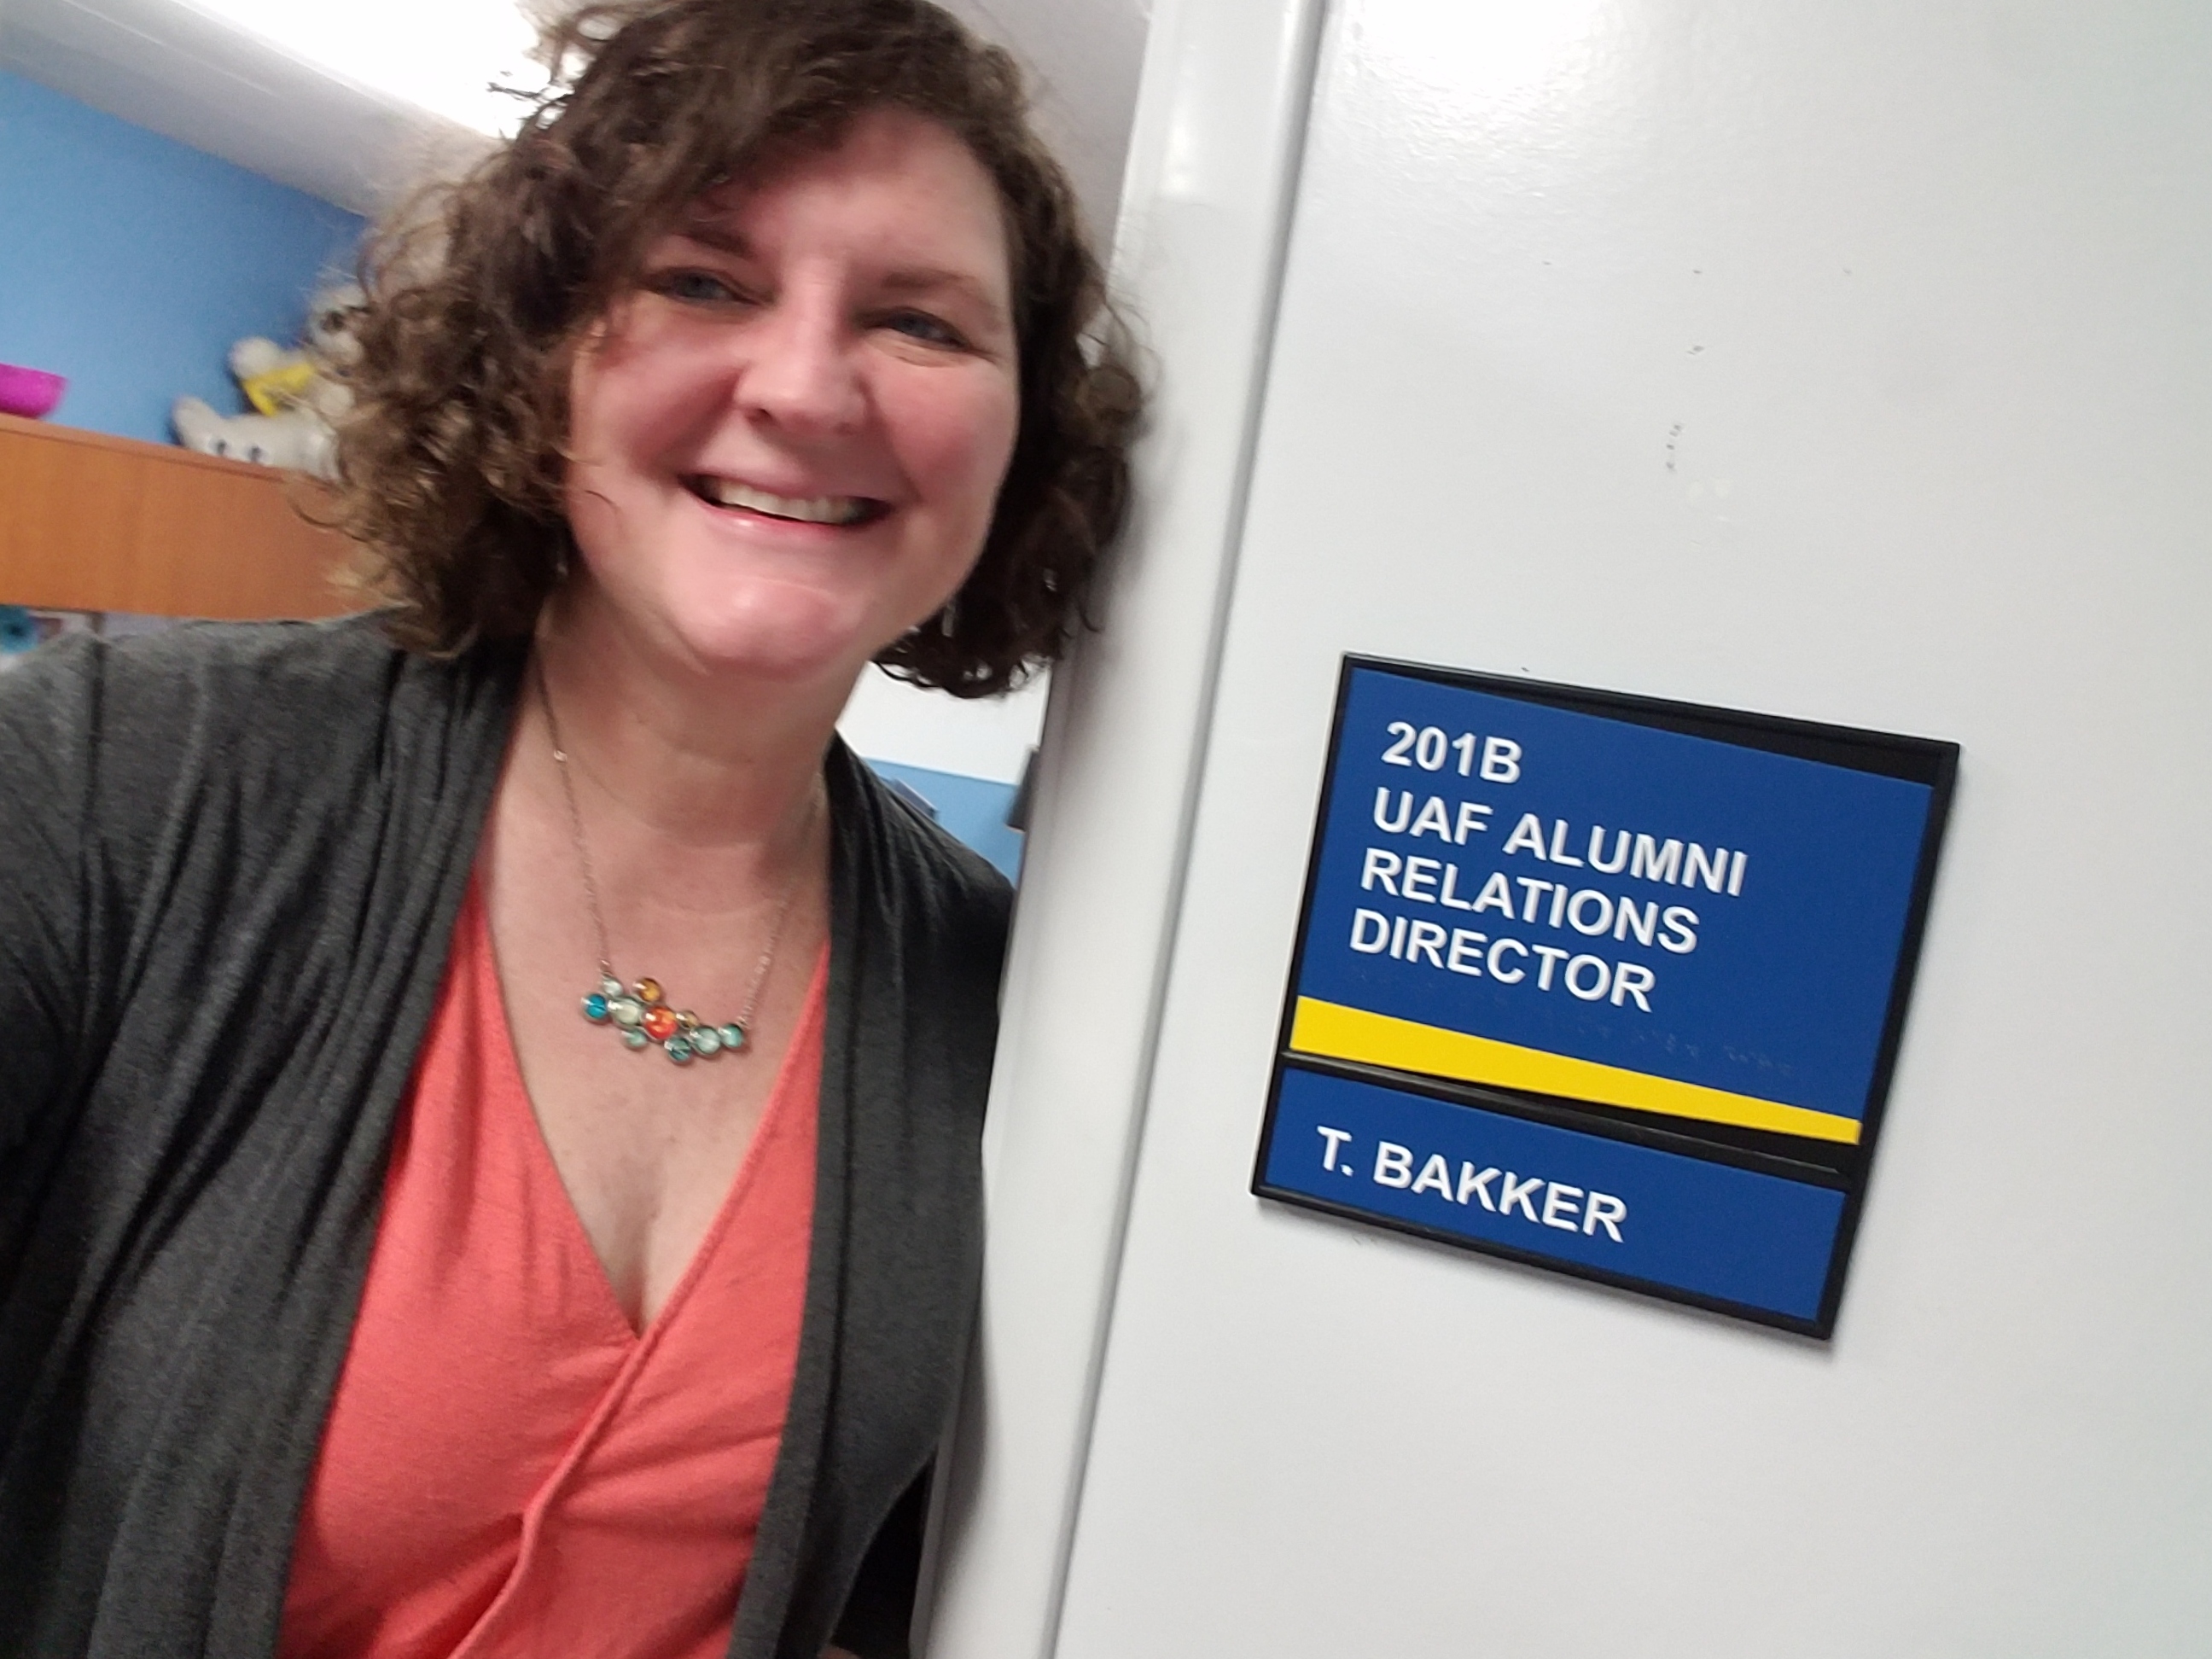 201B
UAF ALUMNI
RELATIONS
DIRECTOR
T. BAKKER